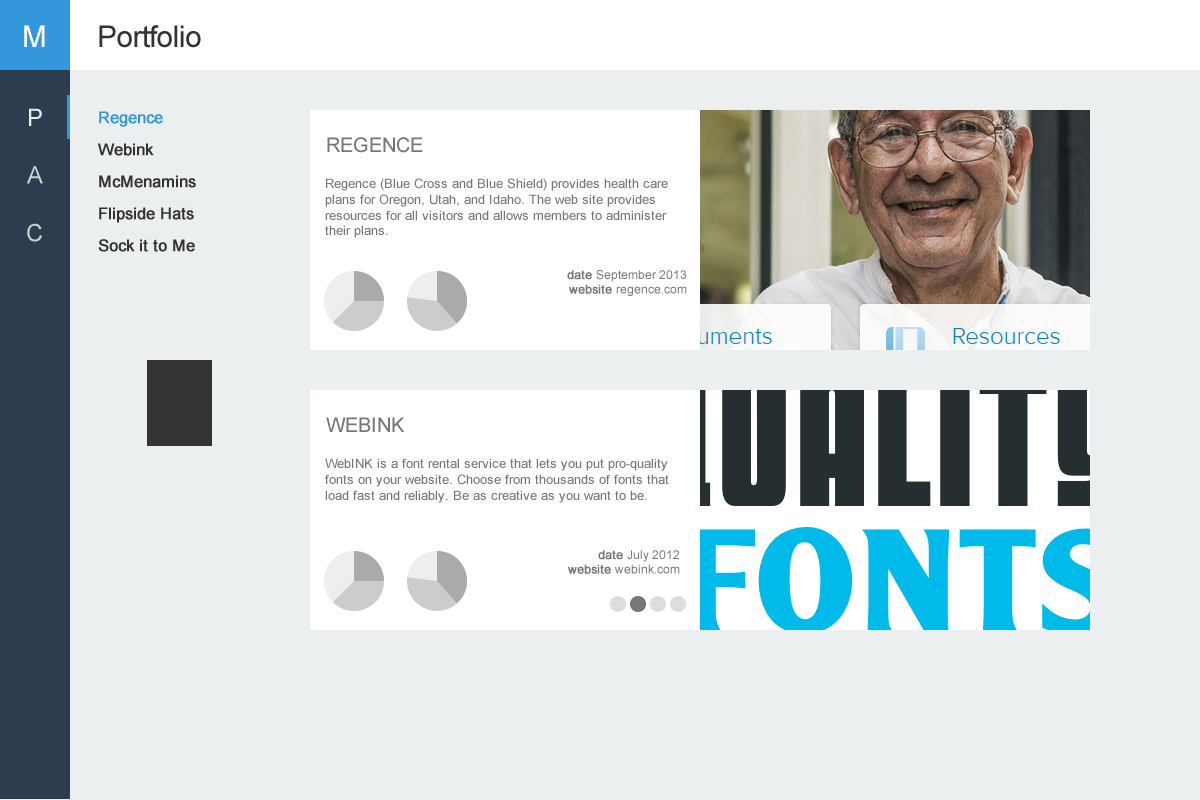 M
Portfolio
P
A
C
Regence
Webink
McMenamins
Flipside Hats
Sock it to Me
REGENCE
Regence (Blue Cross and Blue Shield) provides health care
plans for Oregon, Utah, and Idaho. The web site provides
resources for all visitors and allows members to administer
their plans.
date September 2013
website regence.com
uments
Resources
WEBINK
WebINK is a font rental service that lets you put pro-quality
fonts on your website. Choose from thousands of fonts that
load fast and reliably. Be as creative as you want to be.
date July 2012
website webink.com
QUALITY
FONTS